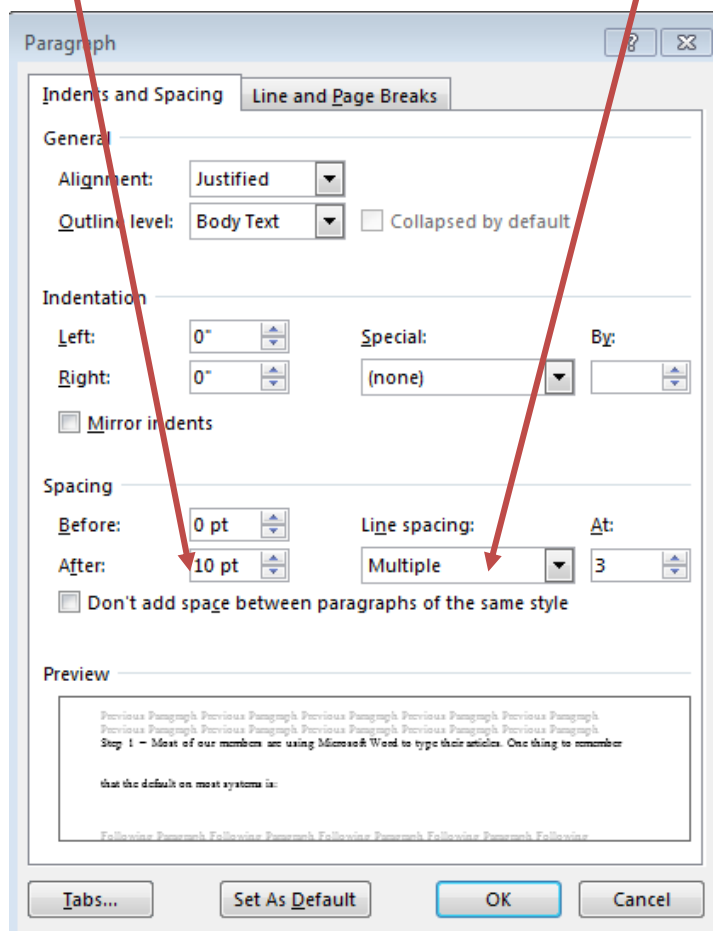 Paragraph
Indents and Spacing Line and Page Breaks
General
Alignment: Justified
Outline level: Body Text Collapsed by default
Indentation
Left: 0" Special: By:
Right: 0" (none)
Mirror indents
Spacing
Before: 0 pt Line spacing: At:
After: 10 pt Multiple 3
Don't add space between paragraphs of the same style
Preview
Previous Paragraph Previous Paragraph Previous Paragraph Previous Paragraph Previous Paragraph
Previous Paragraph Previous Paragraph Previous Paragraph Previous Paragraph Previous Paragraph
Step 1 – Most of our members are using Microsoft Word to type their articles. One thing to remember
that the default on most systems is:
Following Paragraph Following Paragraph Following Paragraph Following Paragraph Following
Tabs... Set As Default OK Cancel